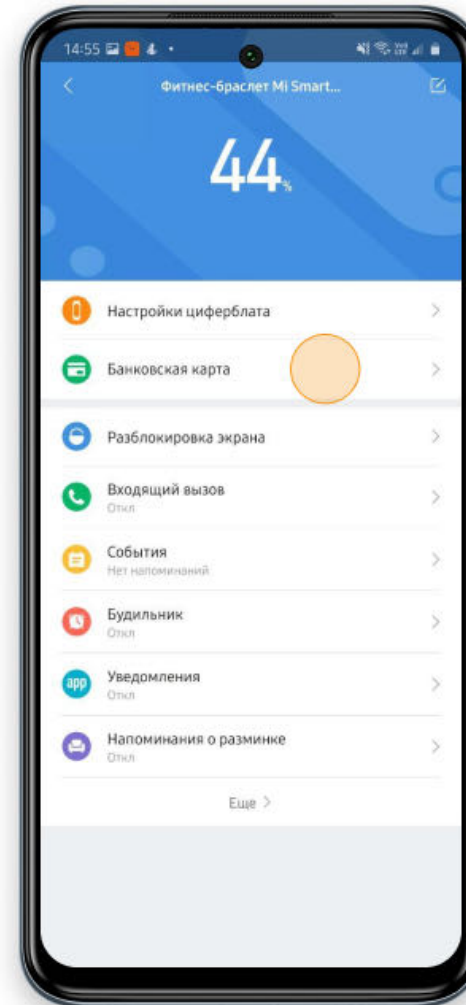 14:55
Фитнес-браслет Mi Smart...
44%
Настройки циферблата
Банковская карта
Разблокировка экрана
Входящий вызов
Откл
События
Нет напоминаний
Будильник
Откл
app
Уведомления
Откл
Напоминания о разминке
Откл
Еще >